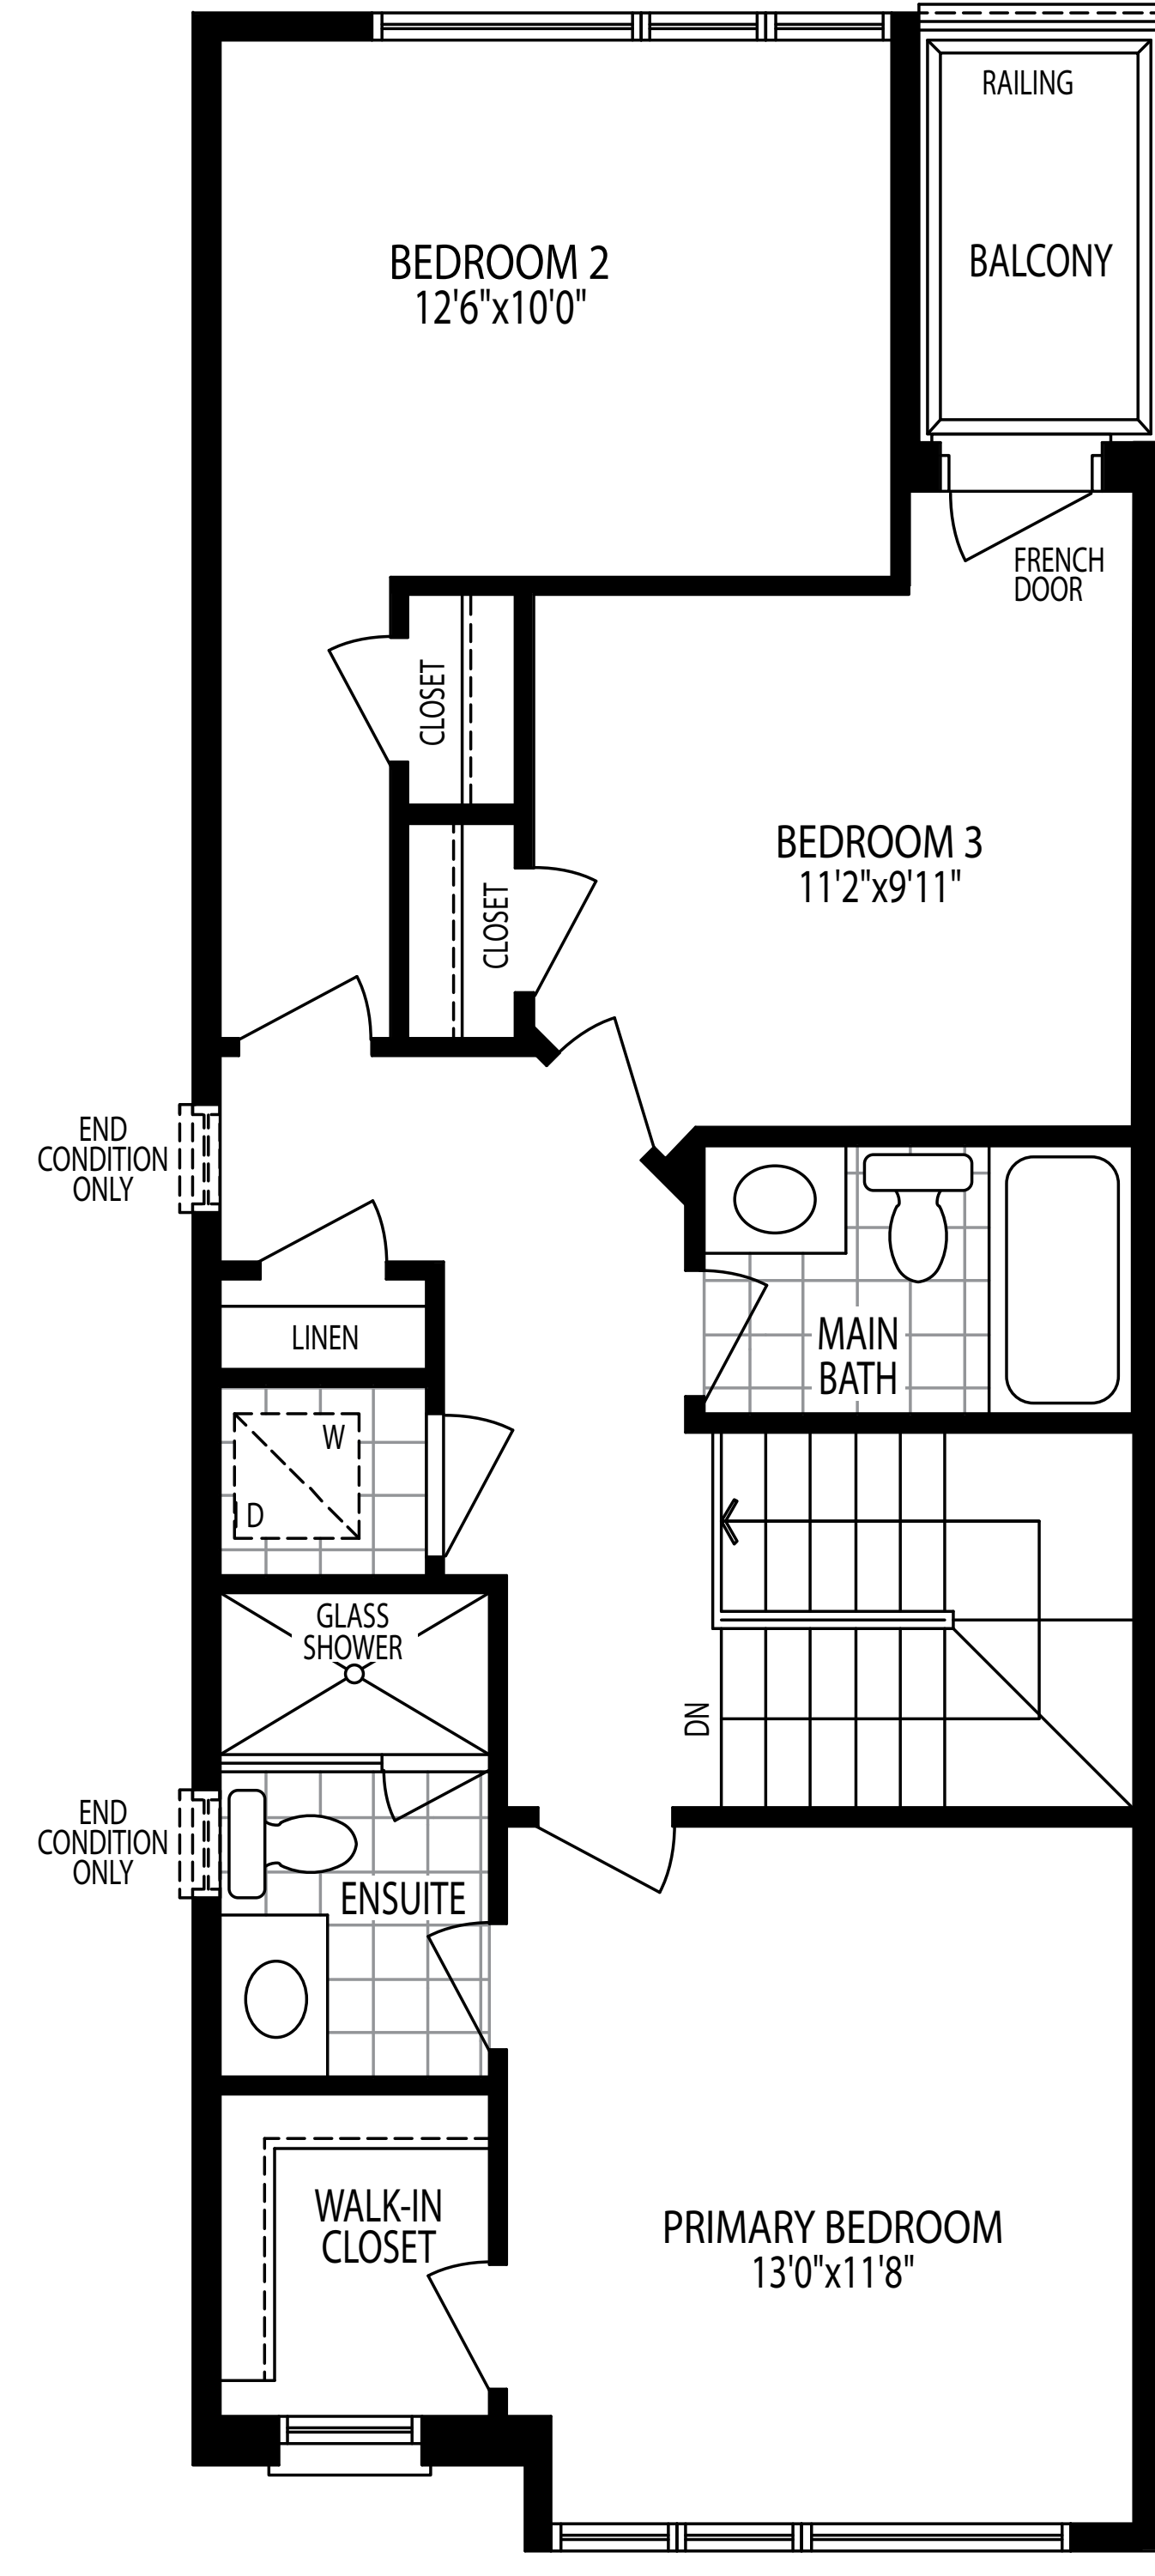 RAILING
BALCONY
BEDROOM 2
12'6"x10'0"
FRENCH
DOOR
CLOSET
BEDROOM 3
11'2"x9'11"
CLOSET
END
CONDITION
ONLY
LINEN
MAIN
BATH
W
D
GLASS
SHOWER
DN
END
CONDITION
ONLY
ENSUITE
WALK-IN
CLOSET
PRIMARY BEDROOM
13'0"x11'8"